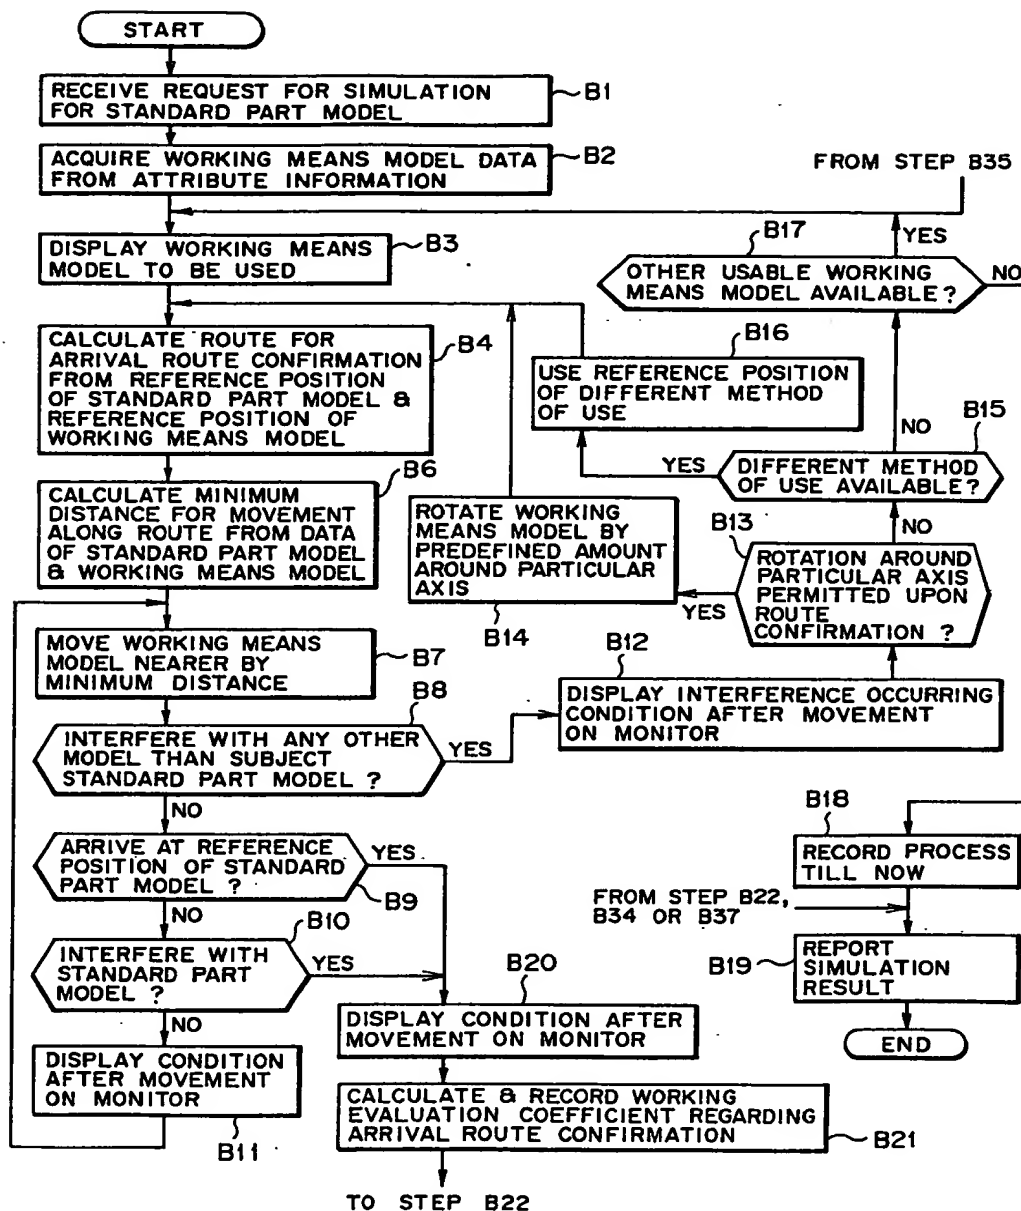 START
RECEIVE REQUEST FOR SIMULATION
FOR STANDARD PART MODEL
B1
ACQUIRE WORKING MEANS MODEL DATA
FROM ATTRIBUTE INFORMATION
B2
FROM STEP B35
DISPLAY WORKING MEANS
MODEL TO BE USED
B3
B17
YES
OTHER USABLE WORKING
MEANS MODEL AVAILABLE?
NO
CALCULATE ROUTE FOR
ARRIVAL ROUTE CONFIRMATION
FROM REFERENCE POSITION
OF STANDARD PART MODEL &
REFERENCE POSITION OF
WORKING MEANS MODEL
B4
B16
USE REFERENCE POSITION
OF DIFFERENT METHOD
OF USE
NO
B15
YES
DIFFERENT METHOD
OF USE AVAILABLE?
B6
CALCULATE MINIMUM
DISTANCE FOR MOVEMENT
ALONG ROUTE FROM DATA
OF STANDARD PART MODEL
& WORKING MEANS MODEL
ROTATE WORKING
MEANS MODEL BY
PREDEFINED AMOUNT
AROUND PARTICULAR
AXIS
B14
NO
B13
ROTATION AROUND
PARTICULAR AXIS
PERMITTED UPON
ROUTE
CONFIRMATION ?
YES
MOVE WORKING MEANS
MODEL NEARER BY
MINIMUM DISTANCE
B7
B12
DISPLAY INTERFERENCE OCCURRING
CONDITION AFTER MOVEMENT
ON MONITOR
B8
INTERFERE WITH ANY OTHER
MODEL THAN SUBJECT
STANDARD PART MODEL ?
YES
NO
ARRIVE AT REFERENCE
POSITION OF STANDARD
PART MODEL ?
YES
B9
NO
B18
RECORD PROCESS
TILL NOW
FROM STEP B22,
B34 OR B37
B10
INTERFERE WITH
STANDARD PART
MODEL ?
YES
NO
B19
REPORT
SIMULATION
RESULT
END
B20
DISPLAY CONDITION AFTER
MOVEMENT ON MONITOR
DISPLAY CONDITION
AFTER MOVEMENT
ON MONITOR
B11
CALCULATE & RECORD WORKING
EVALUATION COEFFICIENT REGARDING
ARRIVAL ROUTE CONFIRMATION
B21
TO STEP B22